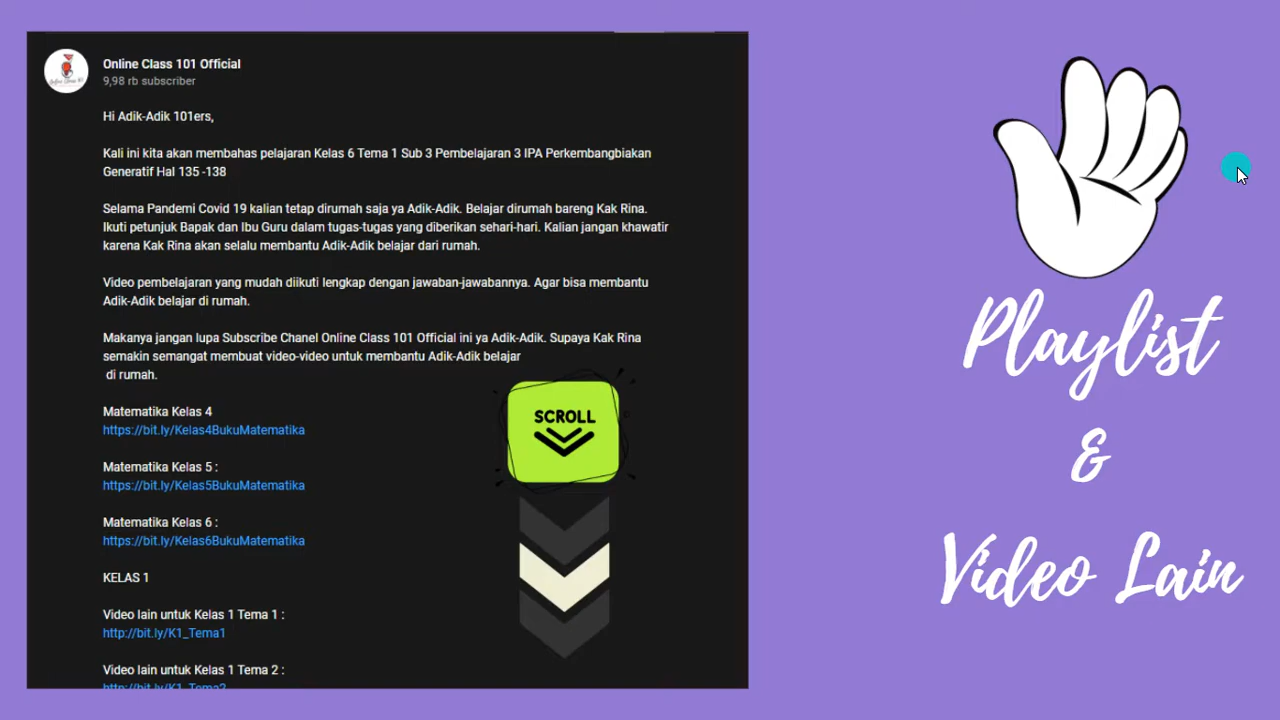 Online Class 101 Official
9,98 rb subscriber
Hi Adik-Adik 101ers,
Kali ini kita akan membahas pelajaran Kelas 6 Tema 1 Sub 3 Pembelajaran 3 IPA Perkembangbiakan
Generatif Hal 135 -138
Selama Pandemi Covid 19 kalian tetap dirumah saja ya Adik-Adik. Belajar dirumah bareng Kak Rina.
Ikuti petunjuk Bapak dan Ibu Guru dalam tugas-tugas yang diberikan sehari-hari. Kalian jangan khawatir
karena Kak Rina akan selalu membantu Adik-Adik belajar dari rumah.
Video pembelajaran yang mudah diikuti lengkap dengan jawaban-jawabannya. Agar bisa membantu
Adik-Adik belajar di rumah.
Makanya jangan lupa Subscribe Chanel Online Class 101 Official ini ya Adik-Adik. Supaya Kak Rina
semakin semangat membuat video-video untuk membantu Adik-Adik belajar
di rumah.
Matematika Kelas 4
https://bit.ly/Kelas4BukuMatematika
Matematika Kelas 5 :
https://bit.ly/Kelas5BukuMatematika
Matematika Kelas 6 :
https://bit.ly/Kelas6BukuMatematika
KELAS 1
Video lain untuk Kelas 1 Tema 1 :
http://bit.ly/K1_Tema1
Video lain untuk Kelas 1 Tema 2 :
http://bit.ly/K1_Tema2
SCROLL
Playlist
&
Video Lain